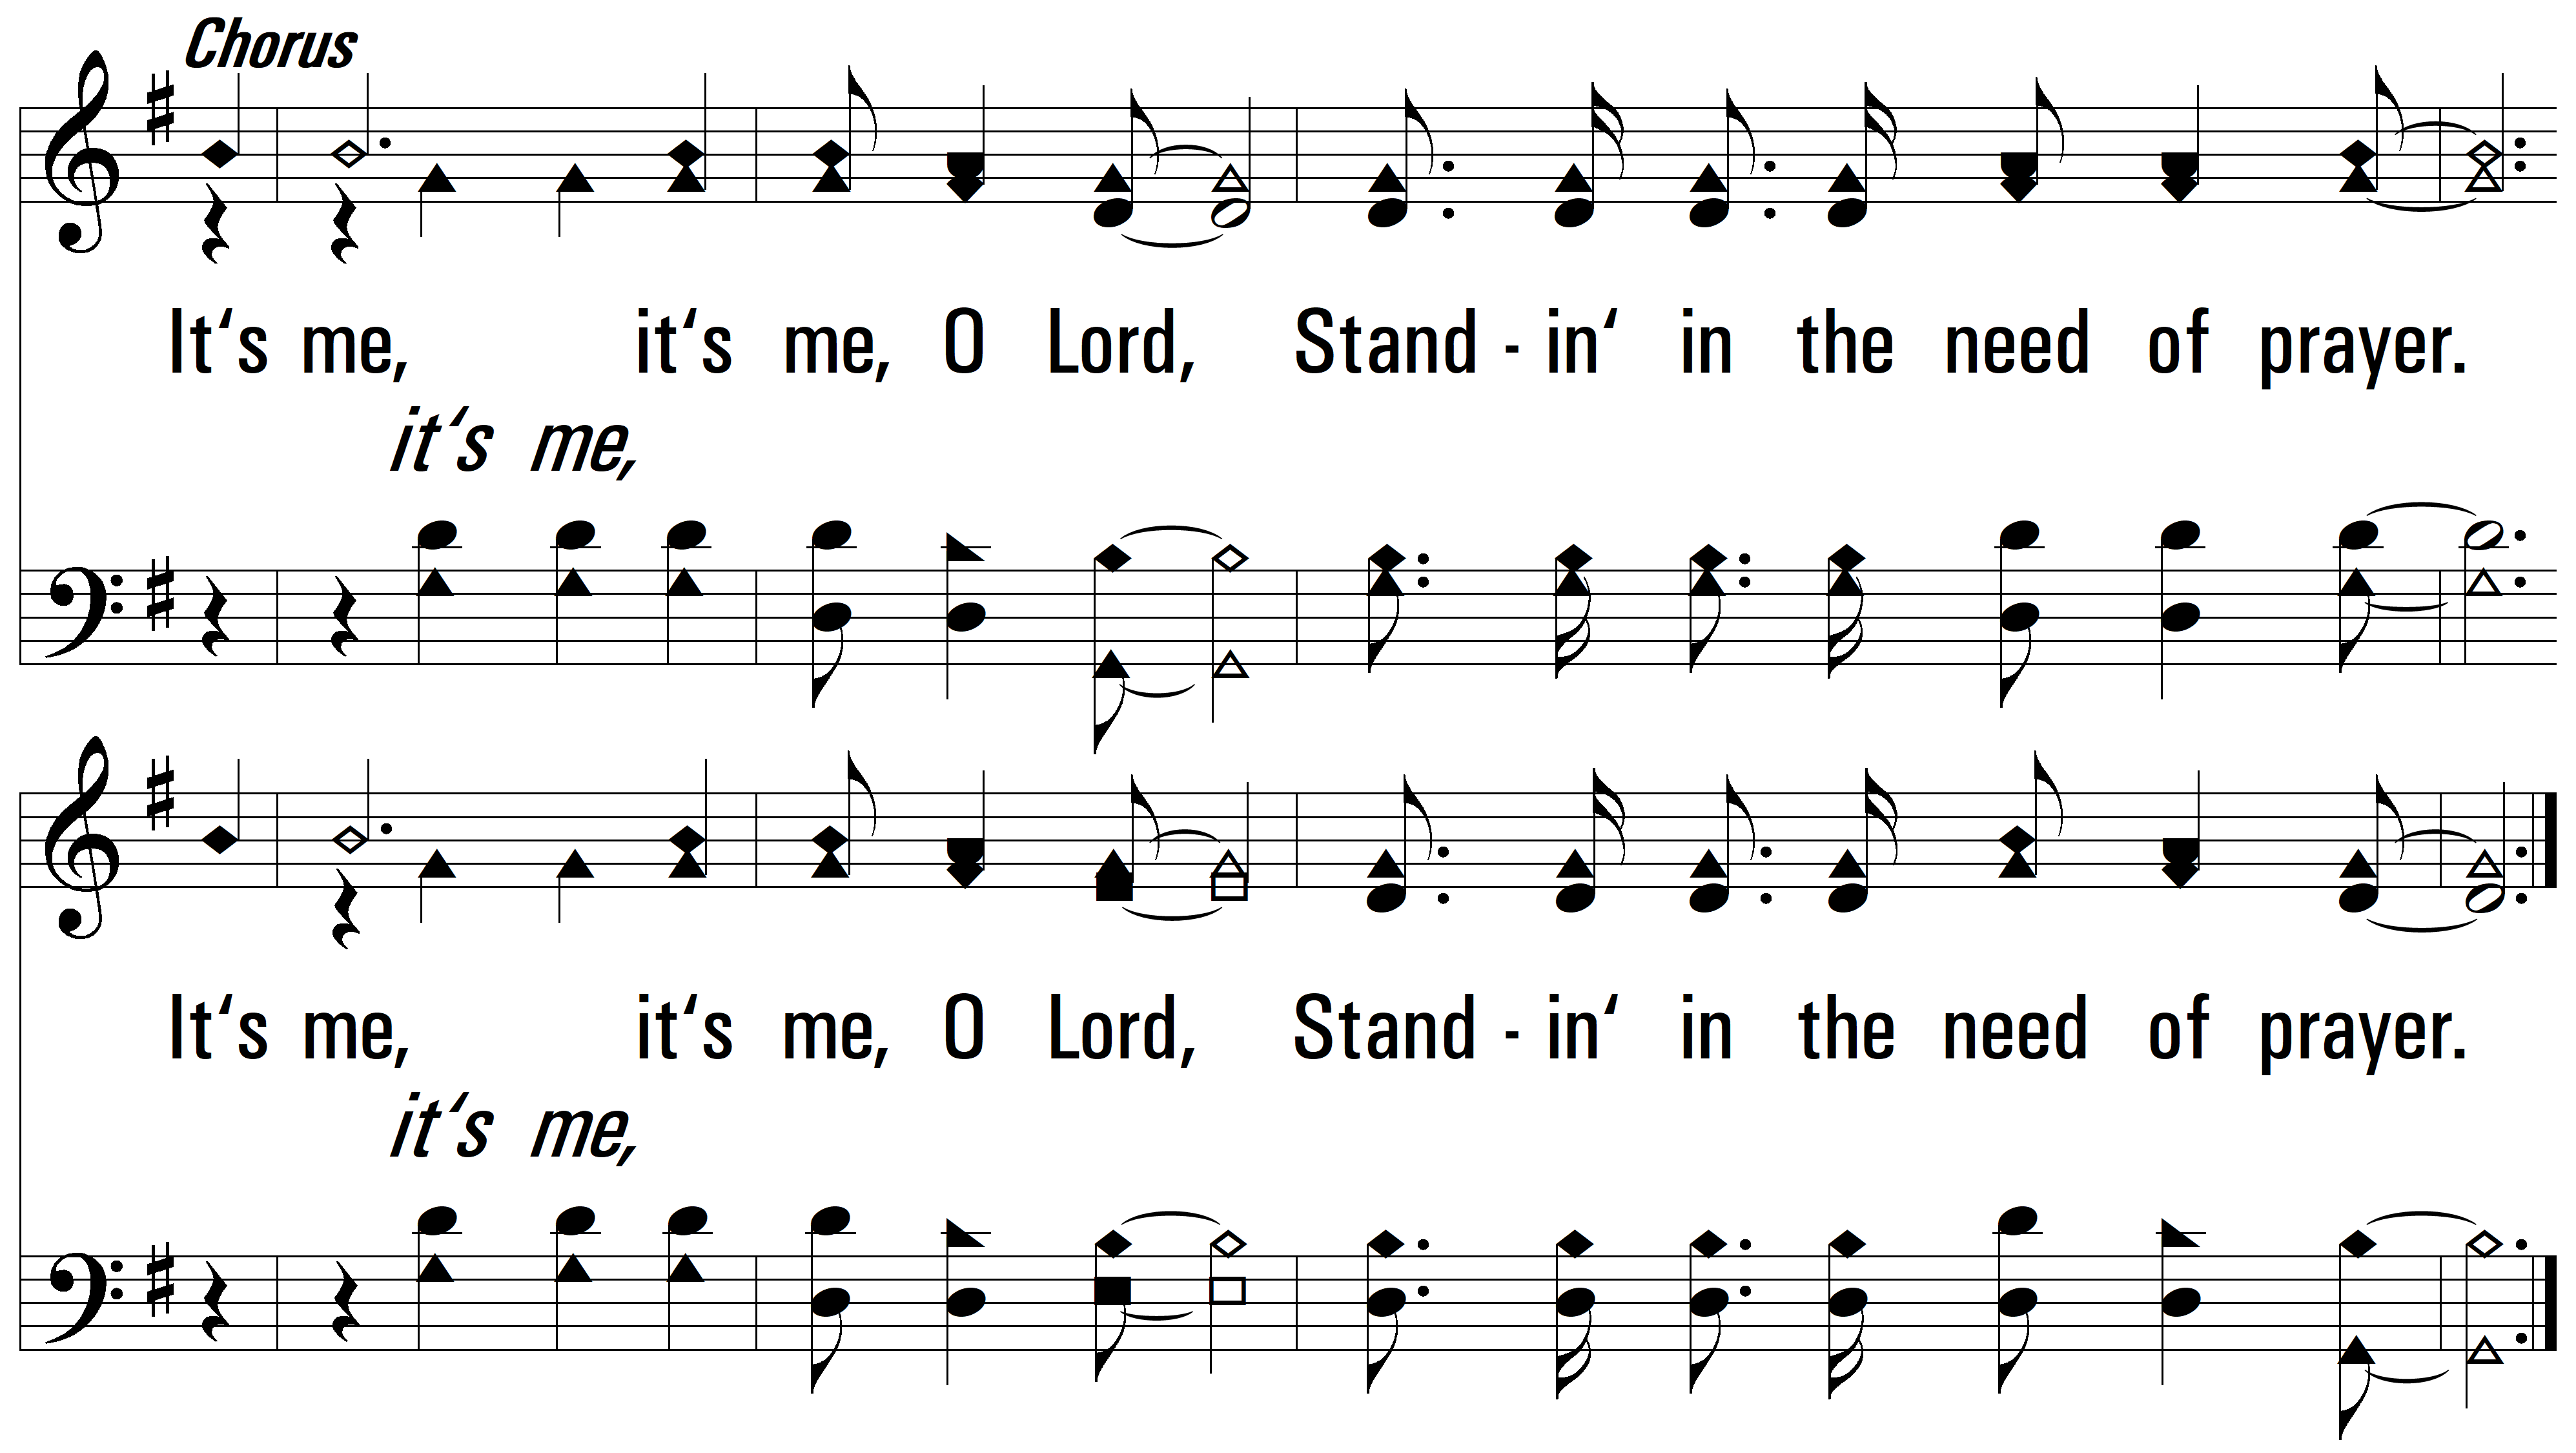 Chorus
It‘s me, it‘s me, O Lord, Stand - in‘ in the need of prayer.
it‘s me,
It‘s me, it‘s me, O Lord, Stand - in‘ in the need of prayer.
it‘s me,